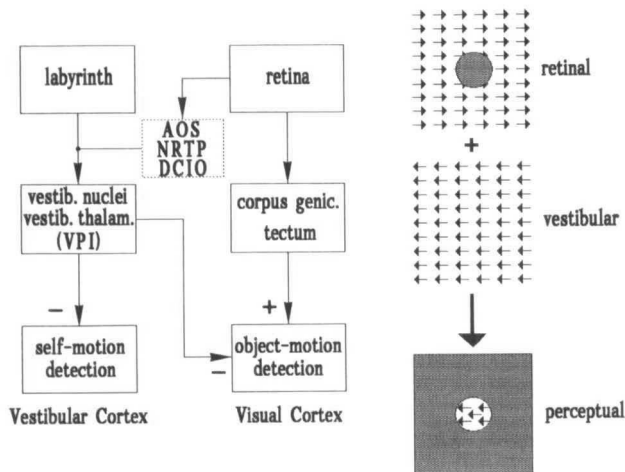 labyrinth
retina
AOS
NRTP
DCIO
vestib. nuclei
vestib. thalam.
(VPI)
corpus genic.
tectum
−
+
self-motion
detection
object-motion
detection
−
Vestibular Cortex
Visual Cortex
retinal
+
vestibular
perceptual